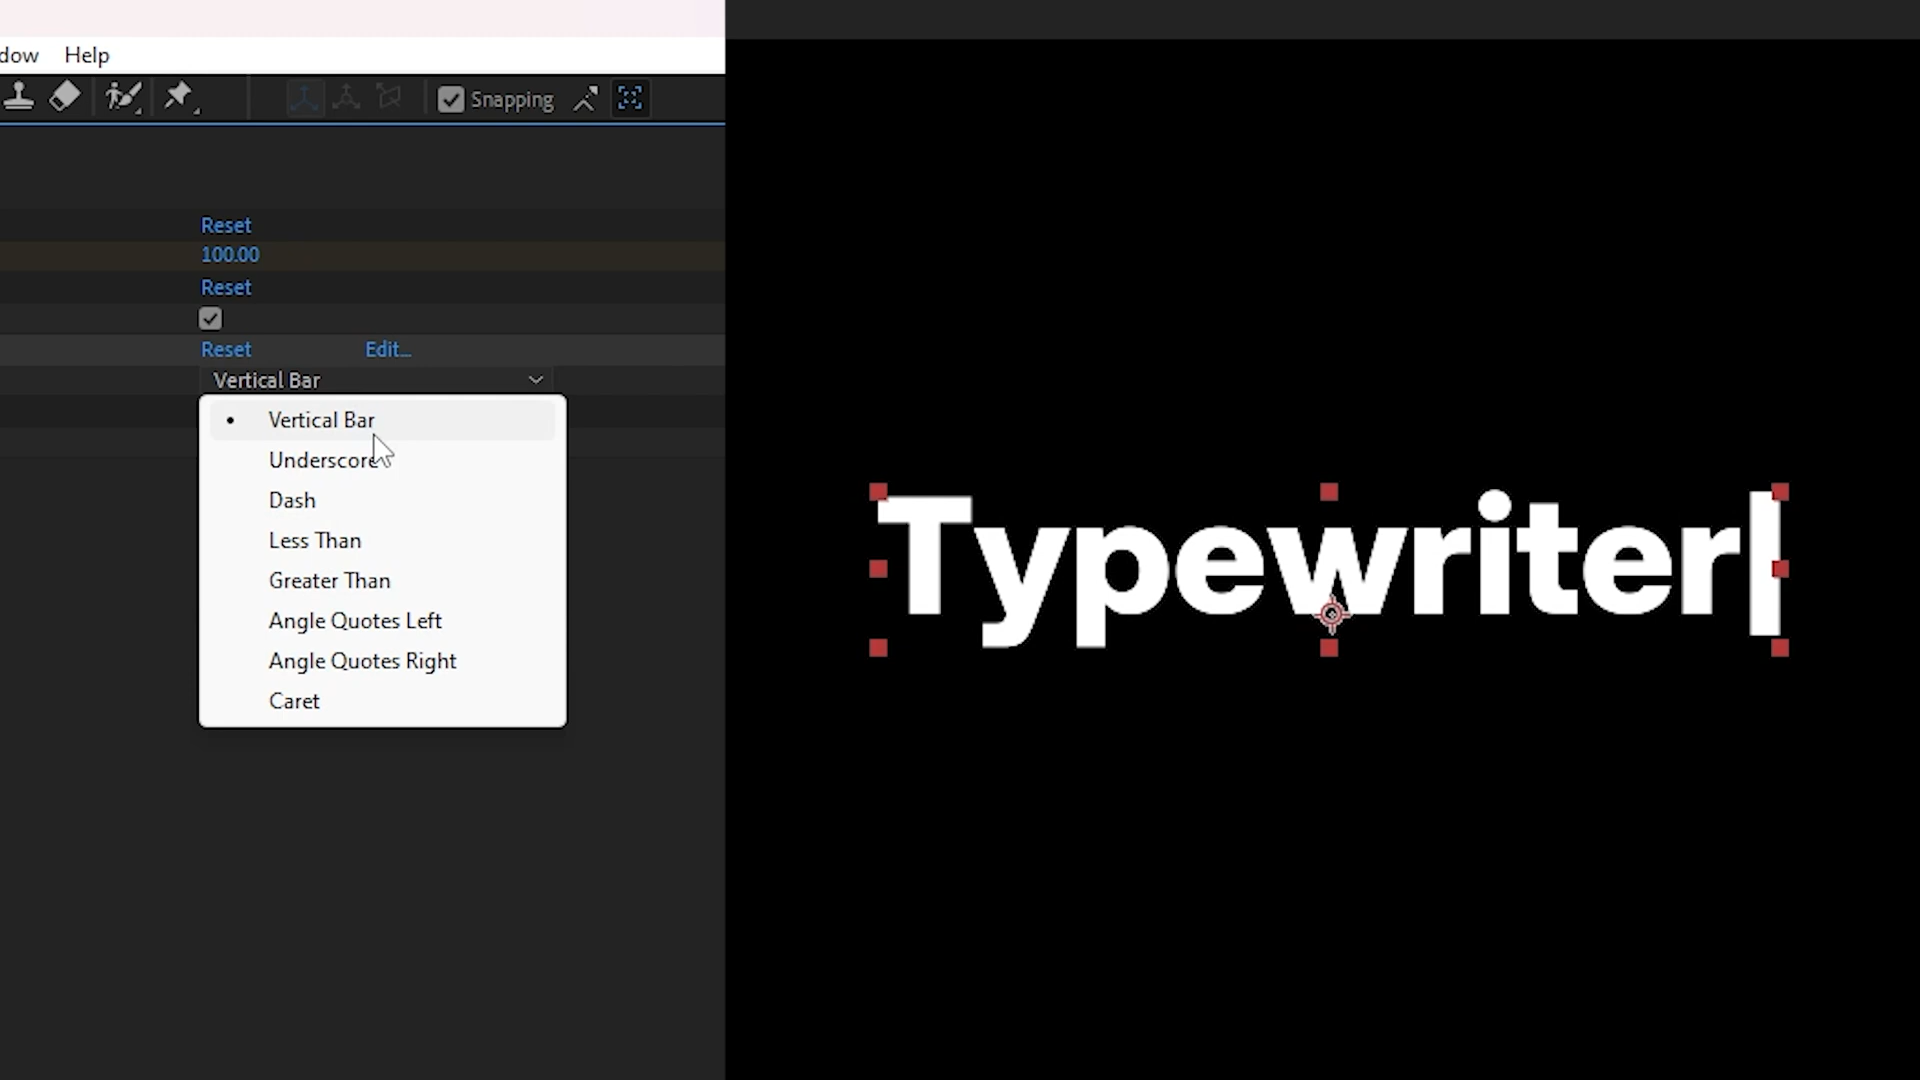 dow Help
Snapping
Reset
100.00
Reset
Reset Edit...
Vertical Bar
Vertical Bar
Underscore
Dash
Less Than
Greater Than
Angle Quotes Left
Angle Quotes Right
Caret
Typewriter|